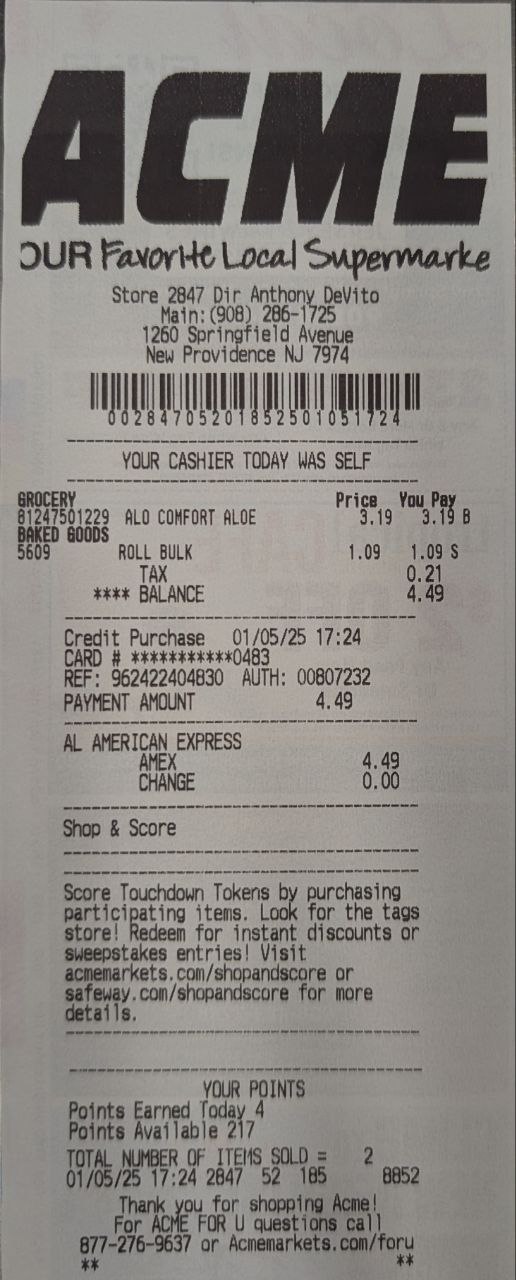 ACME
OUR Favorite Local Supermarke
Store 2847 Dir Anthony DeVito
Main:(908) 286-1725
1260 Springfield Avenue
New Providence NJ 7974
00284705201852501051724
YOUR CASHIER TODAY WAS SELF
GROCERY Price You Pay
81247501229 ALO COMFORT ALOE 3.19 3.19 B
BAKED GOODS
5609 ROLL BULK 1.09 1.09 S
TAX 0.21
**** BALANCE 4.49
Credit Purchase 01/05/25 17:24
CARD # ***********0483
REF: 962422404830 AUTH: 00807232
PAYMENT AMOUNT 4.49
AL AMERICAN EXPRESS
AMEX 4.49
CHANGE 0.00
Shop & Score
Score Touchdown Tokens by purchasing
participating items. Look for the tags
store! Redeem for instant discounts or
sweepstakes entries! Visit
acmemarkets.com/shopandscore or
safeway.com/shopandscore for more
details.
YOUR POINTS
Points Earned Today 4
Points Available 217
TOTAL NUMBER OF ITEMS SOLD = 2
01/05/25 17:24 2847 52 185 8852
Thank you for shopping Acme!
For ACME FOR U questions call
877-276-9637 or Acmemarkets.com/foru
** **